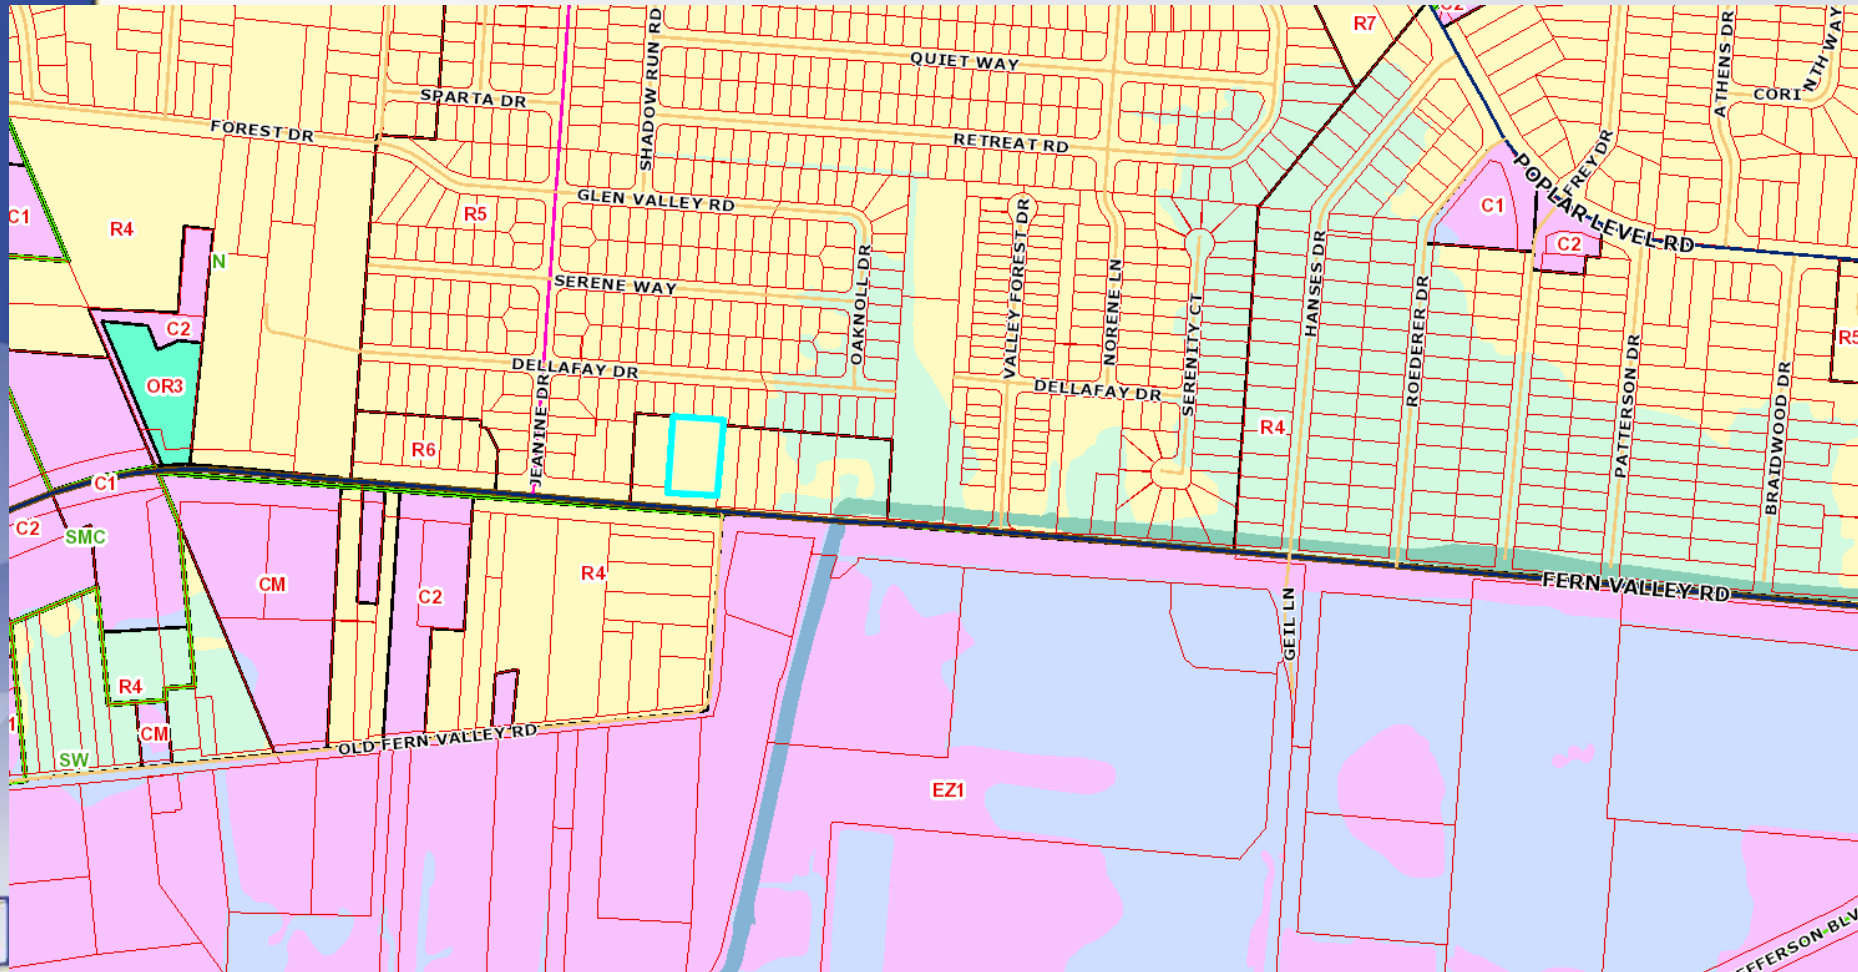 C2
R7
QUIET WAY
SHADOW RUN RD
ATHENS DR
NTH WAY
CORI
SPARTA DR
FOREST DR
RETREAT RD
POPLAR LEVEL RD
FREY DR
GLEN VALLEY RD
R5
C1
C1
R4
C2
N
SERENE WAY
OAKNOLL DR
VALLEY FOREST DR
NORENE LN
SERENITY CT
HANSES DR
ROEDERER DR
PATTERSON DR
BRAIDWOOD DR
R5
C2
OR3
DELLAFAY DR
DELLAFAY DR
JEANINE DR
R6
R4
C1
C2
SMC
CM
C2
R4
FERN VALLEY RD
GEIL LN
R4
CM
1
SW
OLD FERN VALLEY RD
EZ1
EFFERSON BLV